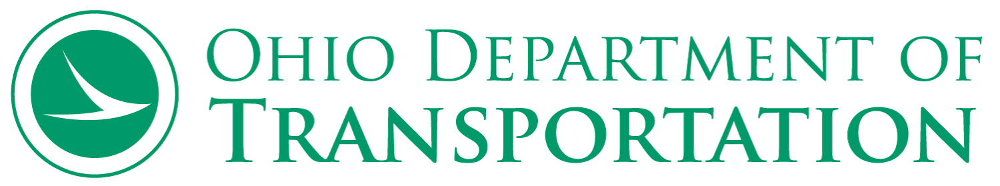 OHIO DEPARTMENT OF
TRANSPORTATION